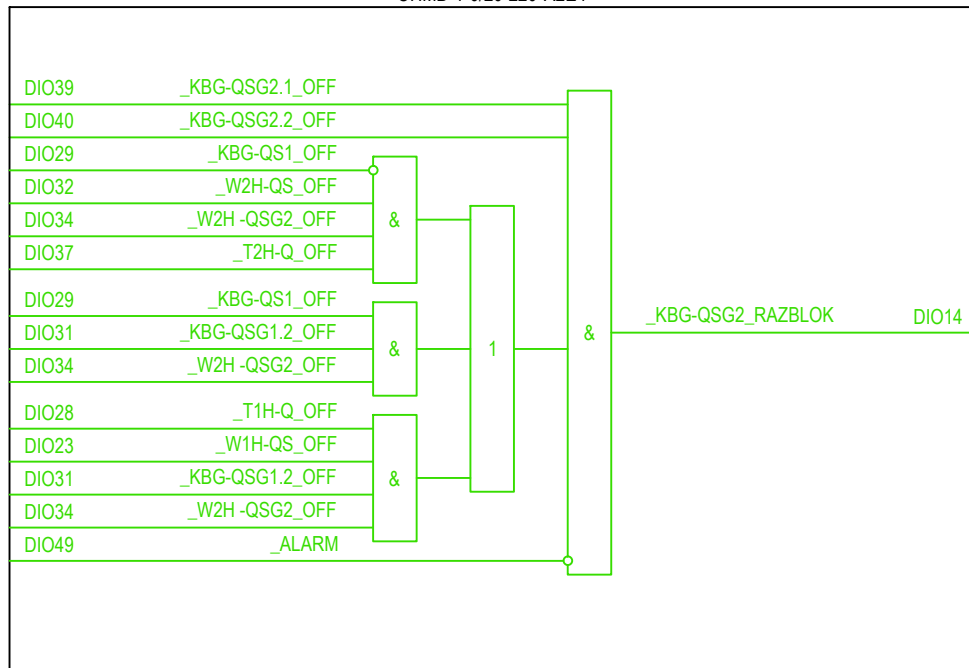 DIO39 _KBG-QSG2.1_OFF
DIO40 _KBG-QSG2.2_OFF
DIO29 _KBG-QS1_OFF
DIO32 _W2H-QS_OFF
DIO34 _W2H -QSG2_OFF
&
DIO37 _T2H-Q_OFF
DIO29 _KBG-QS1_OFF
_KBG-QSG2_RAZBLOK DIO14
DIO31 _KBG-QSG1.2_OFF
& 1 &
DIO34 _W2H -QSG2_OFF
DIO28 _T1H-Q_OFF
DIO23 _W1H-QS_OFF
DIO31 _KBG-QSG1.2_OFF
&
DIO34 _W2H -QSG2_OFF
DIO49 _ALARM